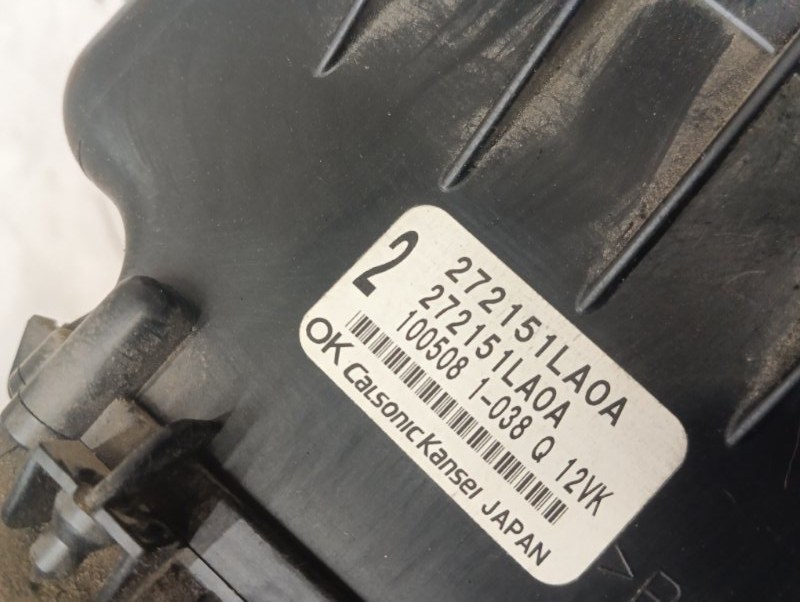 2
272151LA0A
272151LA0A
100508 1-038 Q 12VK
OK CalsonicKansei JAPAN
>P